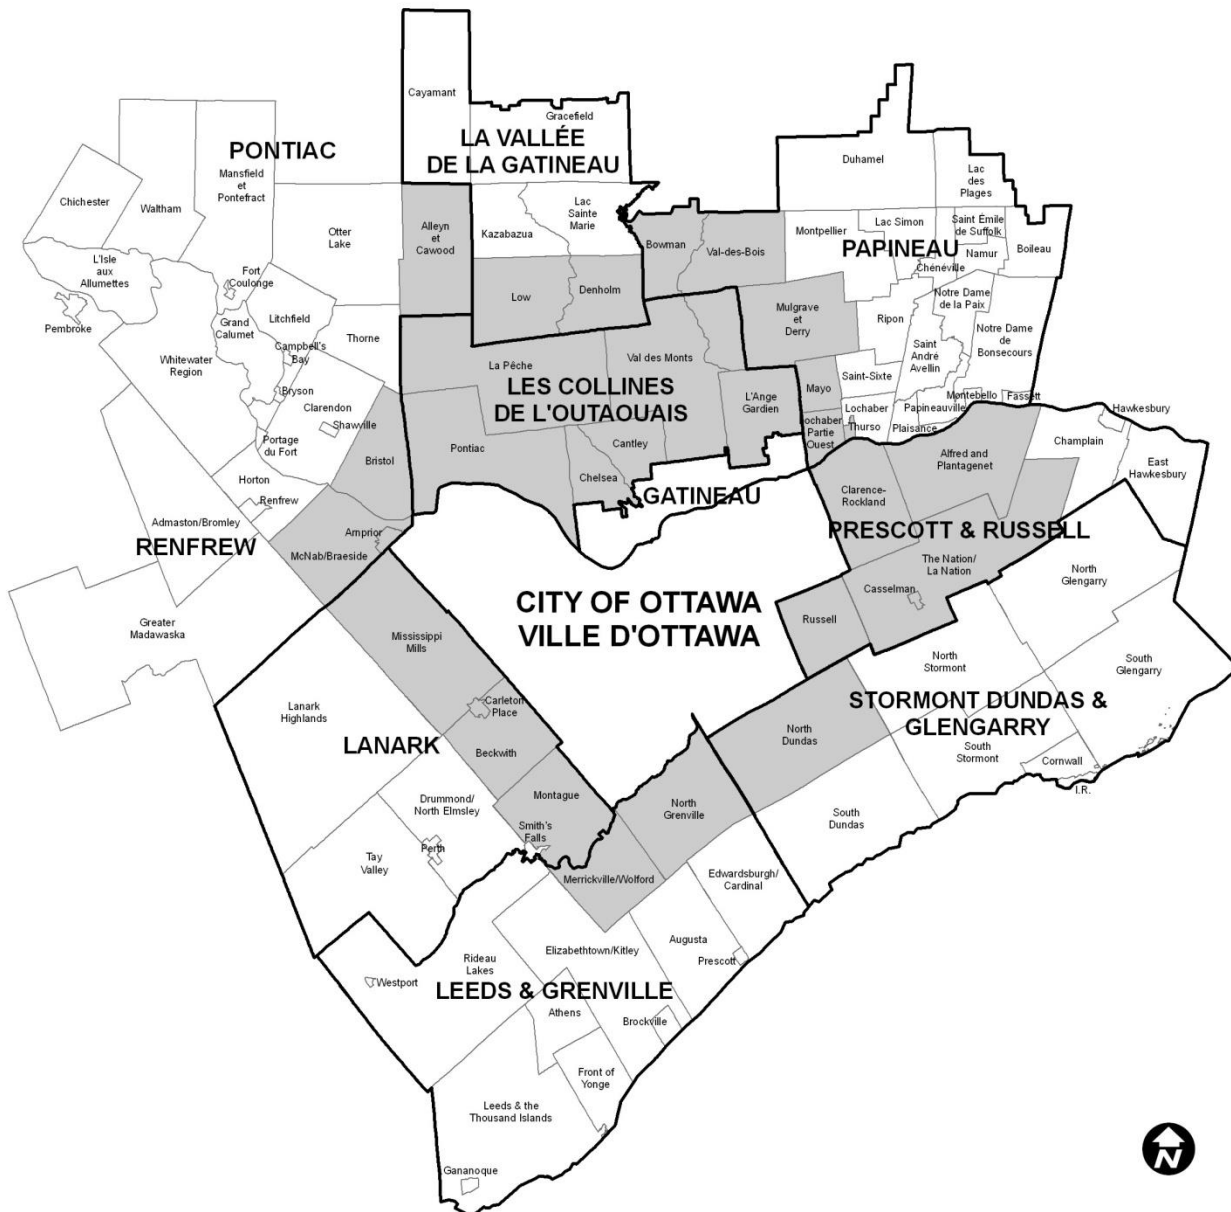 Cayamant
Gracefield
LA VALLÉE
DE LA GATINEAU
PONTIAC
Mansfield
et
Pontefract
Chichester
Waltham
Otter
Lake
Alleyn
et
Cawood
Kazabazua
Lac
Sainte
Marie
Low
Denholm
Duhamel
Lac
des
Plages
Bowman
Val-des-Bois
Montpellier
Lac Simon
Saint Émile
de Suffolk
PAPINEAU
Namur
Boileau
Chénéville
Notre Dame
de la Paix
Mulgrave
et
Derry
Ripon
Saint
André
Avellin
Notre Dame
de
Bonsecours
Mayo
Saint-Sixte
Lochaber
Partie
Ouest
Lochaber
Thurso
Papineauville
Plaisance
Montebello
Fassett
L'Isle
aux
Allumettes
Pembroke
Fort
Coulonge
Grand
Calumet
Litchfield
Campbell's
Bay
Thorne
Whitewater
Region
Bryson
Clarendon
Shawville
Portage
du Fort
Bristol
La Pêche
Val des Monts
LES COLLINES
DE L'OUTAOUAIS
L'Ange
Gardien
Pontiac
Cantley
Chelsea
GATINEAU
Horton
Renfrew
Admaston/Bromley
RENFREW
Arnprior
McNab/Braeside
Greater
Madawaska
Hawkesbury
Champlain
East
Hawkesbury
Alfred and
Plantagenet
Clarence-
Rockland
PRESCOTT & RUSSELL
The Nation/
La Nation
Casselman
Russell
CITY OF OTTAWA
VILLE D'OTTAWA
North
Glengarry
North
Stormont
South
Glengarry
STORMONT DUNDAS &
GLENGARRY
North
Dundas
South
Stormont
Cornwall
I.R.
South
Dundas
Mississippi
Mills
Lanark
Highlands
Carleton
Place
LANARK
Beckwith
Drummond/
North Elmsley
Montague
Smith's
Falls
Perth
Tay
Valley
North
Grenville
Merrickville/Wolford
Edwardsburgh/
Cardinal
Augusta
Prescott
Elizabethtown/Kitley
Rideau
Lakes
Westport
LEEDS & GRENVILLE
Athens
Brockville
Front of
Yonge
Leeds & the
Thousand Islands
Gananoque
N